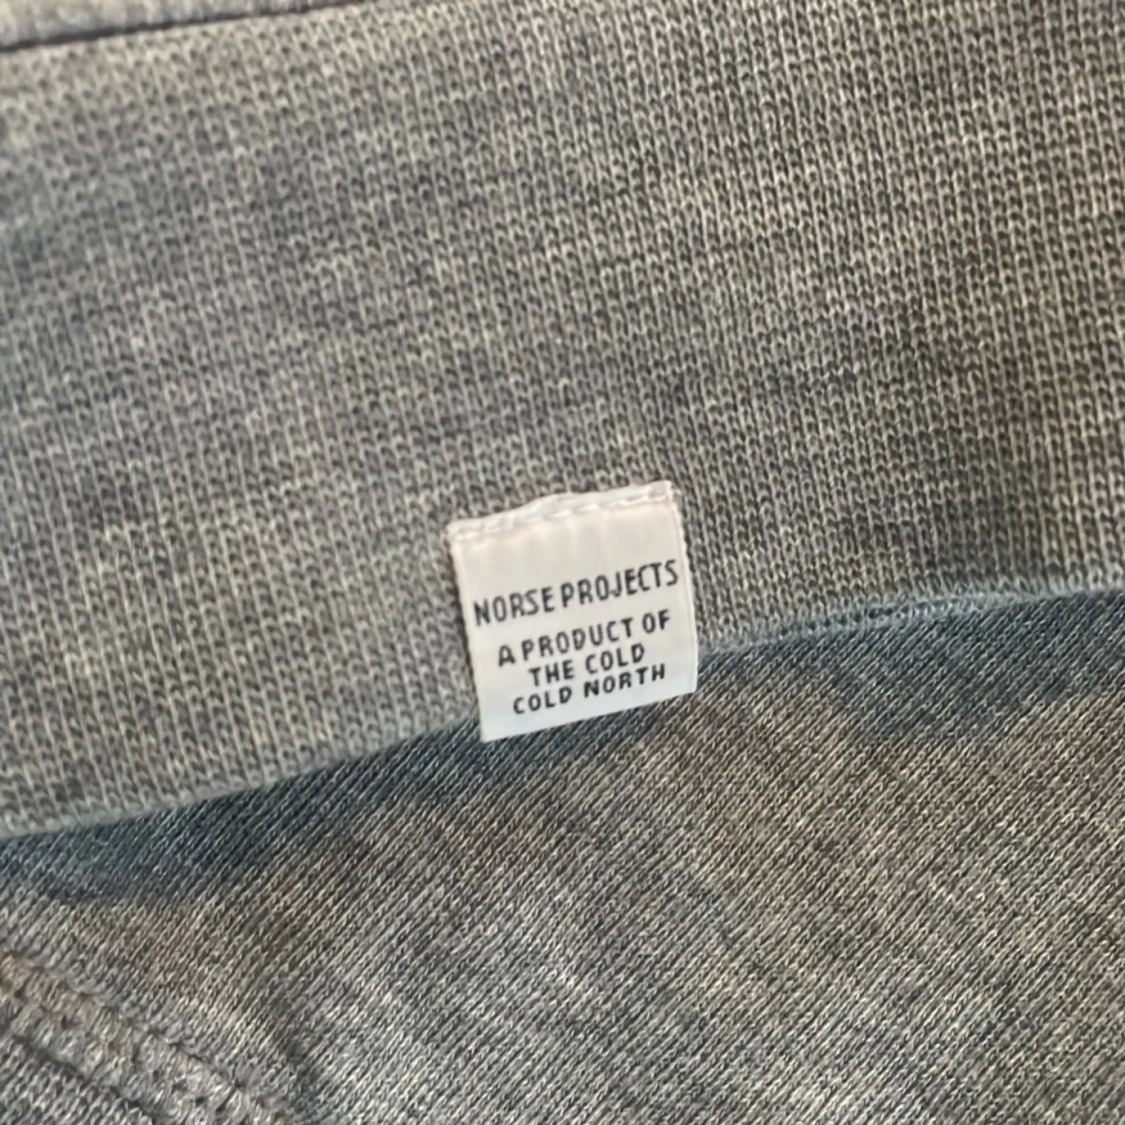 NORSE PROJECTS
A PRODUCT OF
THE COLD
COLD NORTH